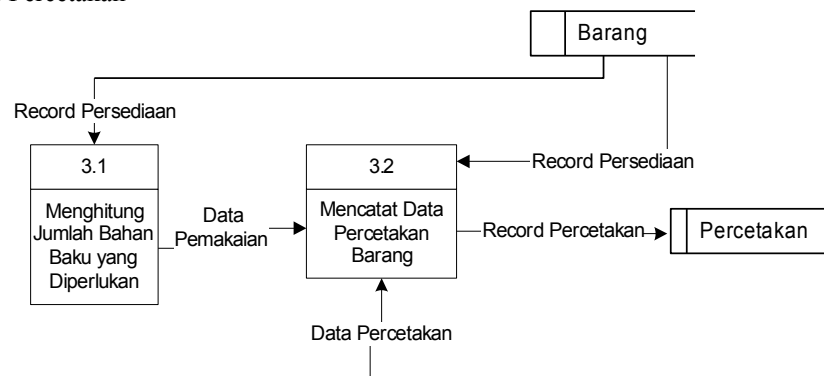 Percetakan
Barang
Record Persediaan
3.1
3.2
Record Persediaan
Menghitung
Jumlah Bahan
Baku yang
Diperlukan
Data
Pemakaian
Mencatat Data
Percetakan
Barang
Record Percetakan
Percetakan
Data Percetakan